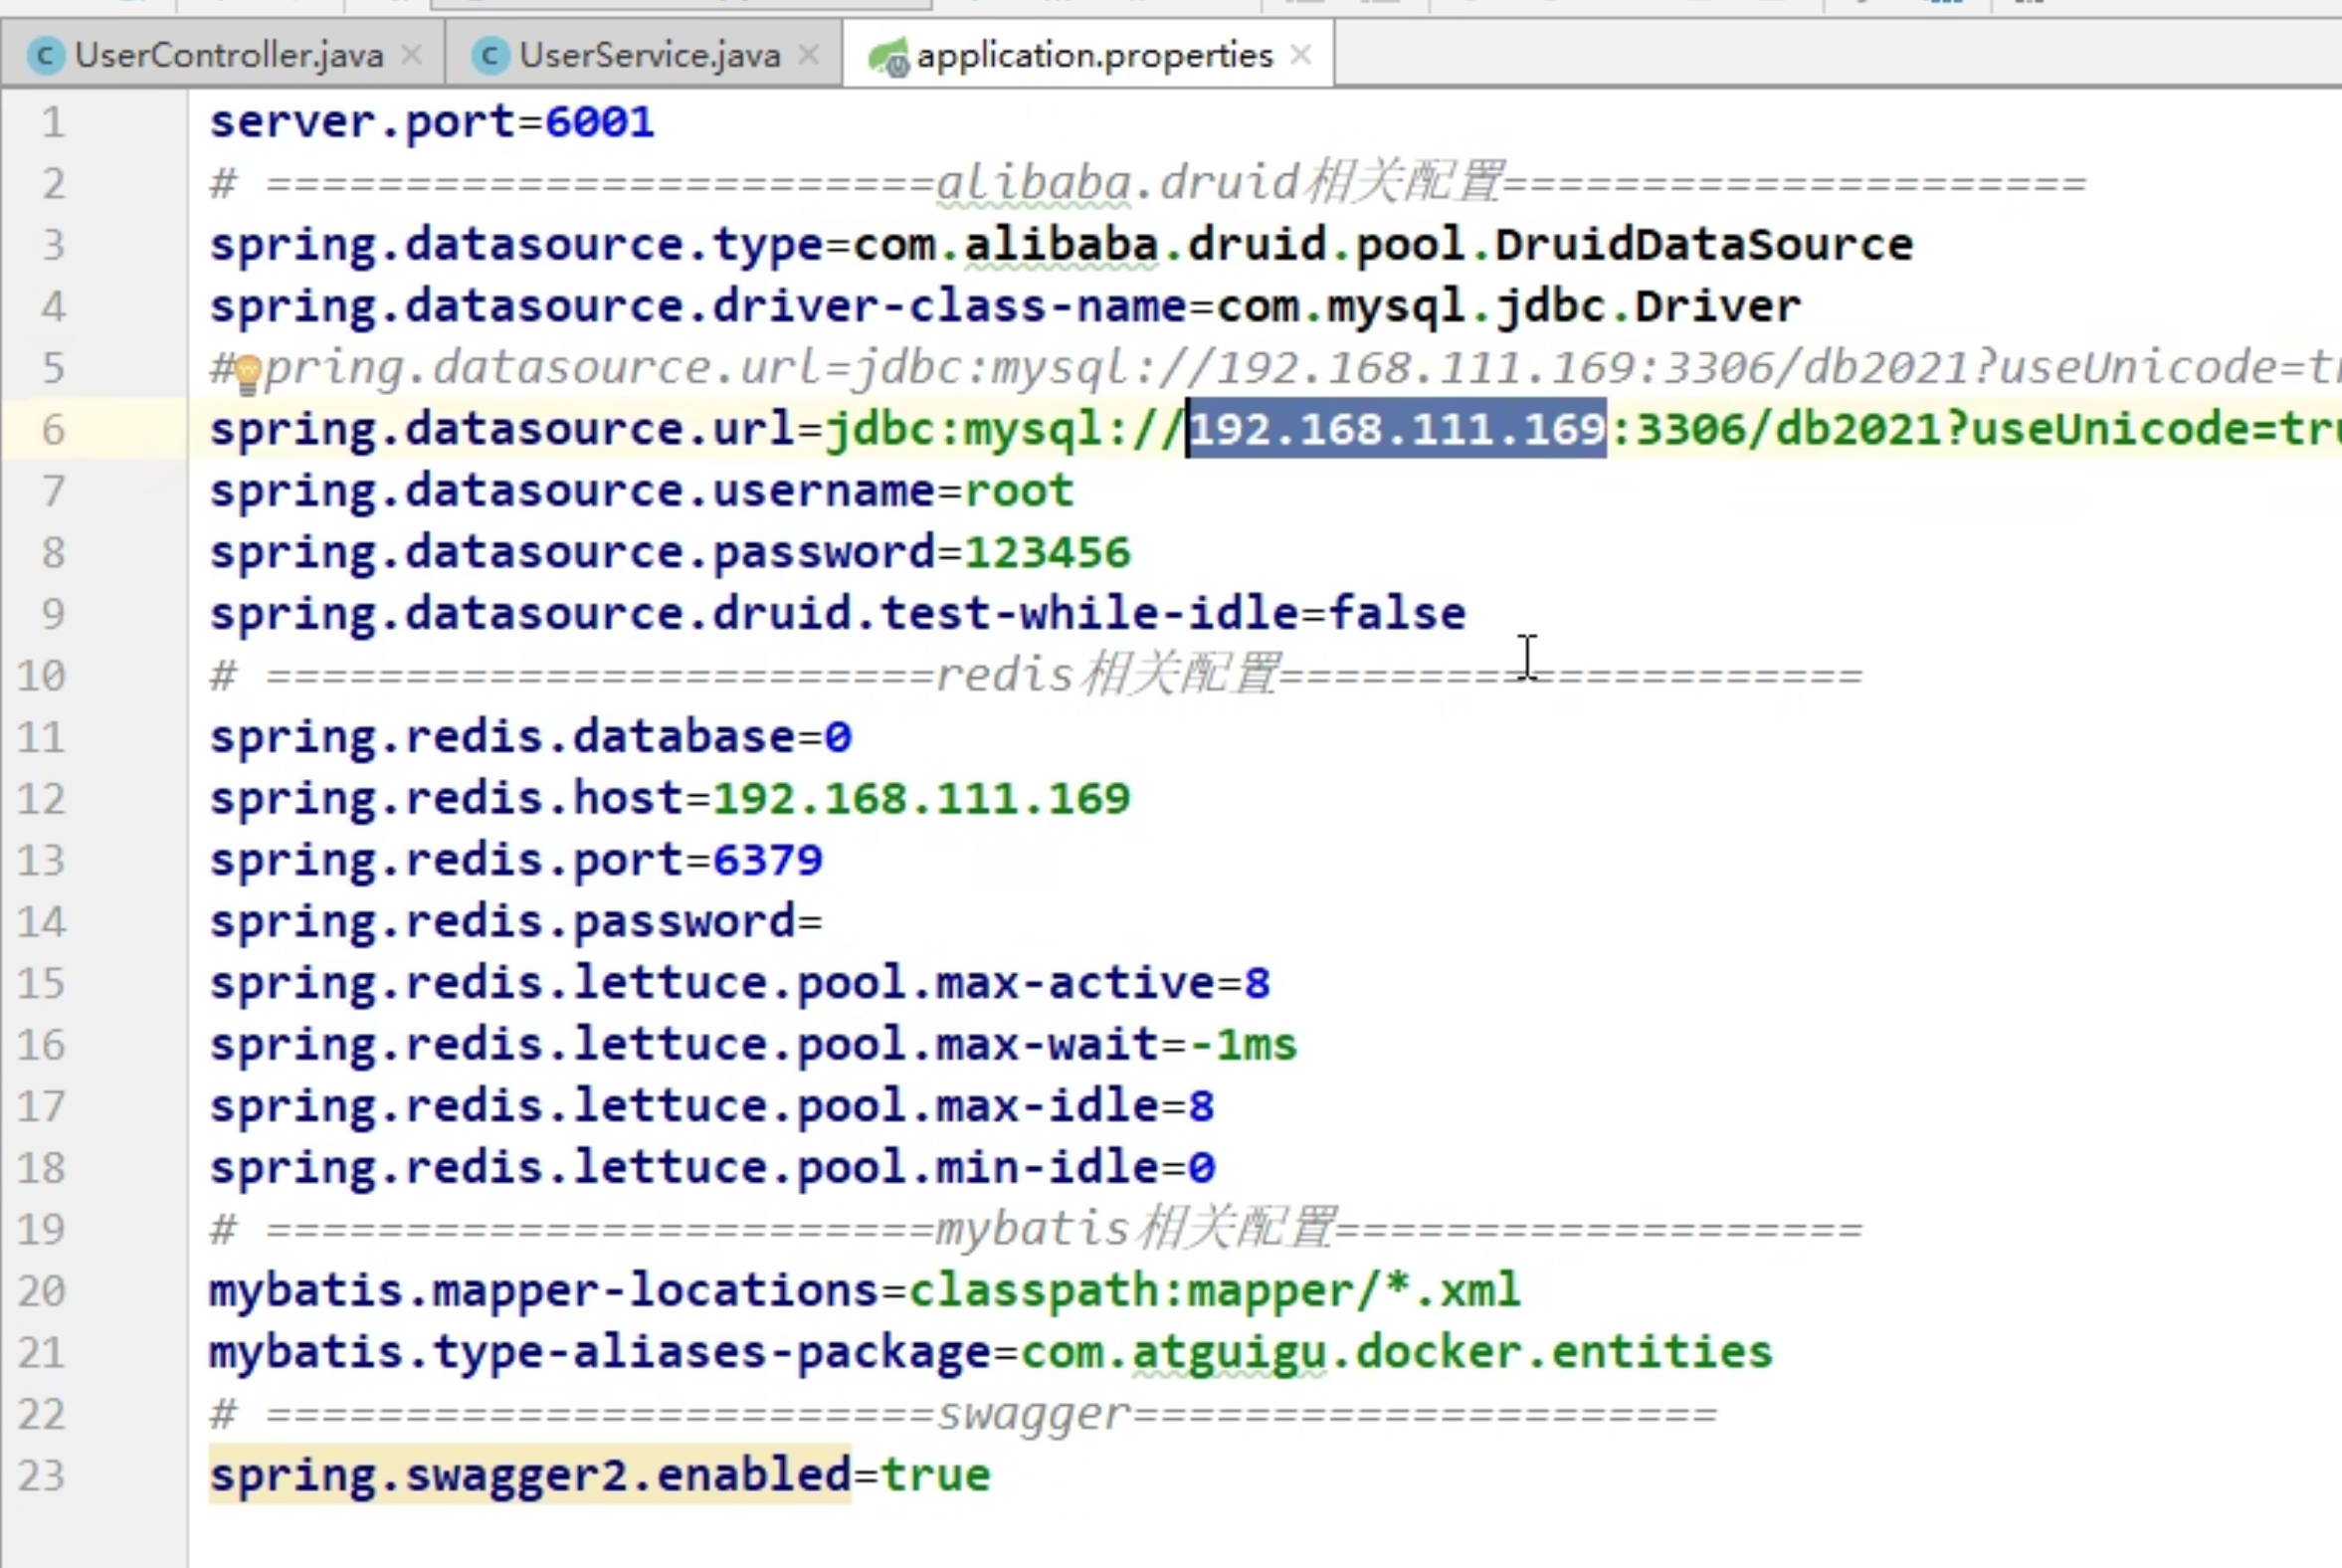 UserController.java UserService.java application.properties
1 server.port=6001
2 # ========================alibaba.druid相关配置=====================
3 spring.datasource.type=com.alibaba.druid.pool.DruidDataSource
4 spring.datasource.driver-class-name=com.mysql.jdbc.Driver
5 #pring.datasource.url=jdbc:mysql://192.168.111.169:3306/db2021?useUnicode=tr
6 spring.datasource.url=jdbc:mysql://192.168.111.169:3306/db2021?useUnicode=tru
7 spring.datasource.username=root
8 spring.datasource.password=123456
9 spring.datasource.druid.test-while-idle=false
10 # ========================redis相关配置=====================
11 spring.redis.database=0
12 spring.redis.host=192.168.111.169
13 spring.redis.port=6379
14 spring.redis.password=
15 spring.redis.lettuce.pool.max-active=8
16 spring.redis.lettuce.pool.max-wait=-1ms
17 spring.redis.lettuce.pool.max-idle=8
18 spring.redis.lettuce.pool.min-idle=0
19 # ========================mybatis相关配置===================
20 mybatis.mapper-locations=classpath:mapper/*.xml
21 mybatis.type-aliases-package=com.atguigu.docker.entities
22 # ========================swagger=====================
23 spring.swagger2.enabled=true